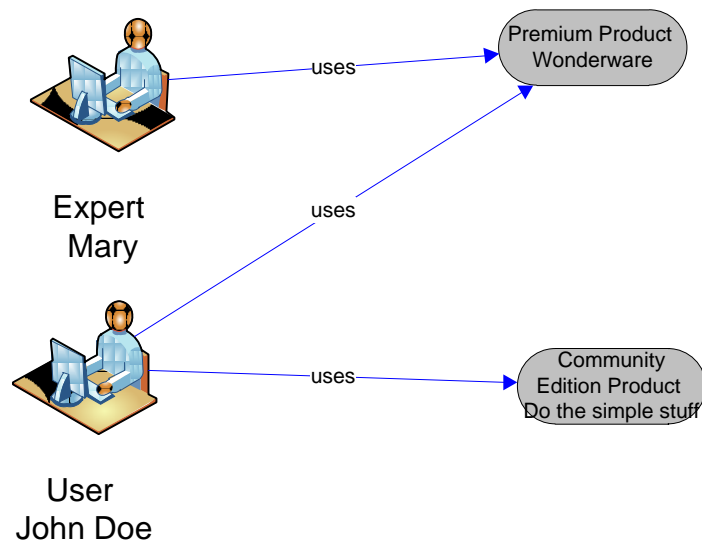 Premium Product
Wonderware
uses
Expert
Mary
uses
uses
Community
Edition Product
Do the simple stuff
User
John Doe